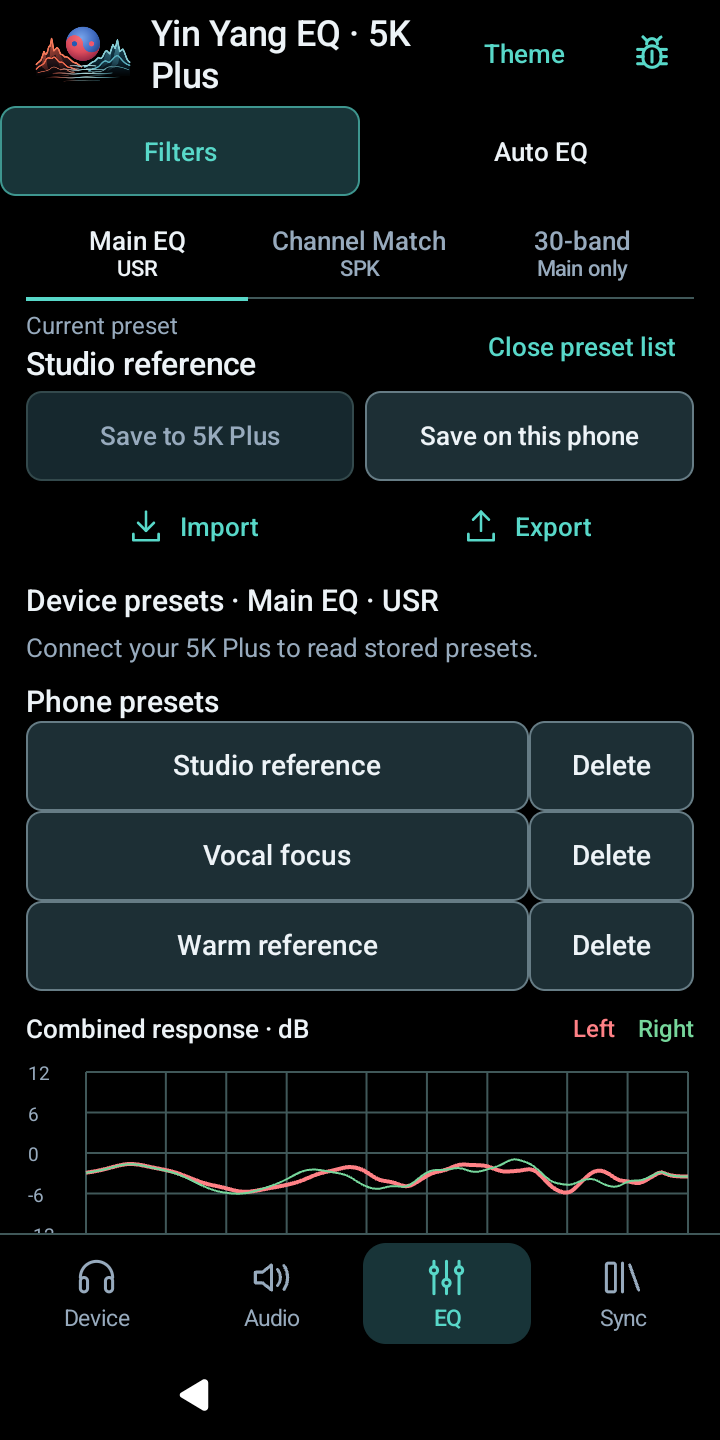 Yin Yang EQ · 5K
Plus
Theme
Filters
Auto EQ
Main EQ
USR
Channel Match
SPK
30-band
Main only
Current preset
Studio reference
Close preset list
Save to 5K Plus
Save on this phone
Import
Export
Device presets · Main EQ · USR
Connect your 5K Plus to read stored presets.
Phone presets
Studio reference
Delete
Vocal focus
Delete
Warm reference
Delete
Combined response · dB
Left
Right
12
6
0
-6
-12
Device
Audio
EQ
Sync